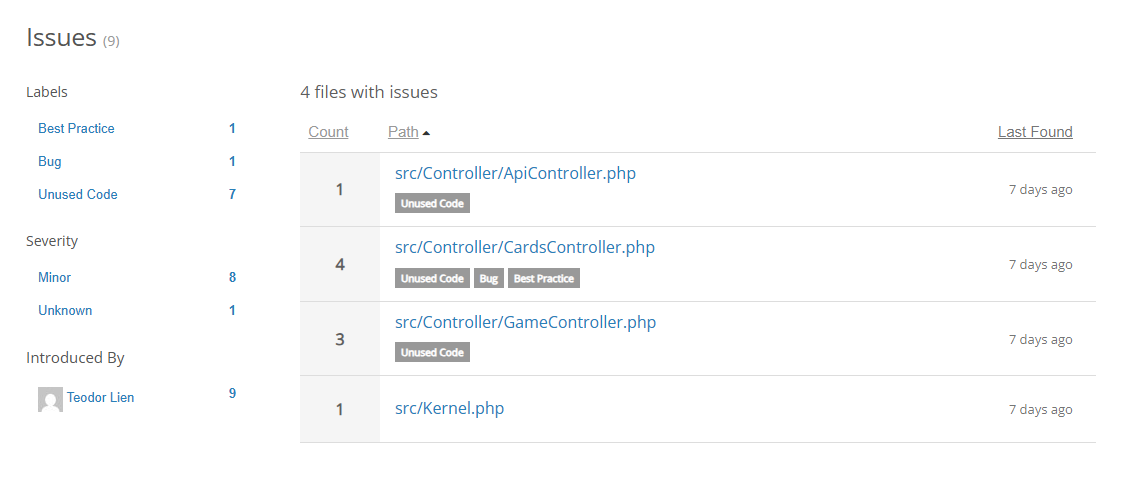 Issues (9)
Labels
Best Practice 1
Bug 1
Unused Code 7
Severity
Minor 8
Unknown 1
Introduced By
Teodor Lien 9
4 files with issues
Count Path Last Found
1 src/Controller/ApiController.php 7 days ago
Unused Code
4 src/Controller/CardsController.php 7 days ago
Unused Code Bug Best Practice
3 src/Controller/GameController.php 7 days ago
Unused Code
1 src/Kernel.php 7 days ago